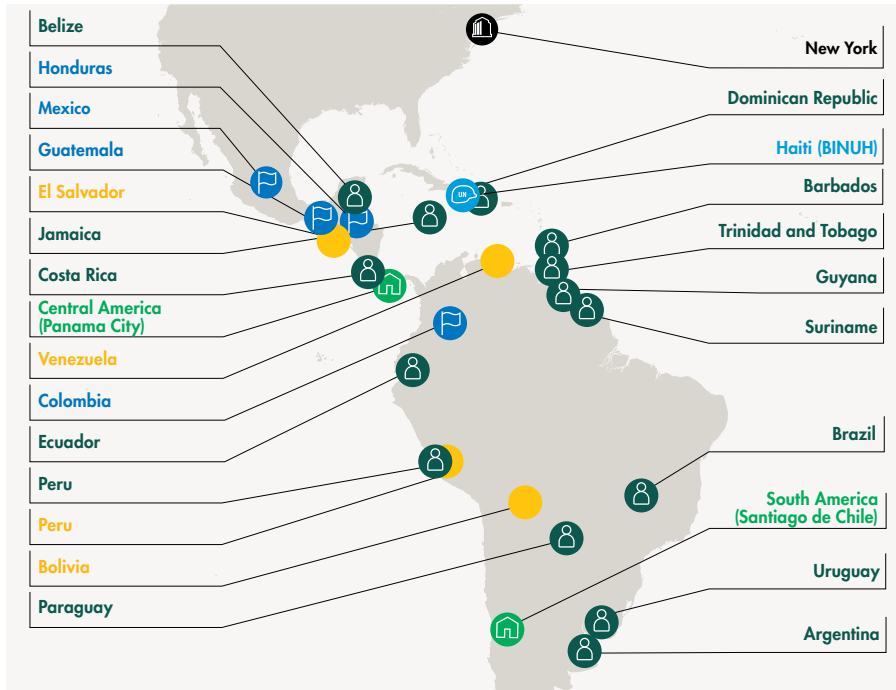 Belize
Honduras
Mexico
Guatemala
El Salvador
Jamaica
Costa Rica
Central America
(Panama City)
Venezuela
Colombia
Ecuador
Peru
Peru
Bolivia
Paraguay
New York
Dominican Republic
Haiti (BINUH)
Barbados
Trinidad and Tobago
Guyana
Suriname
Brazil
South America
(Santiago de Chile)
Uruguay
Argentina
UN